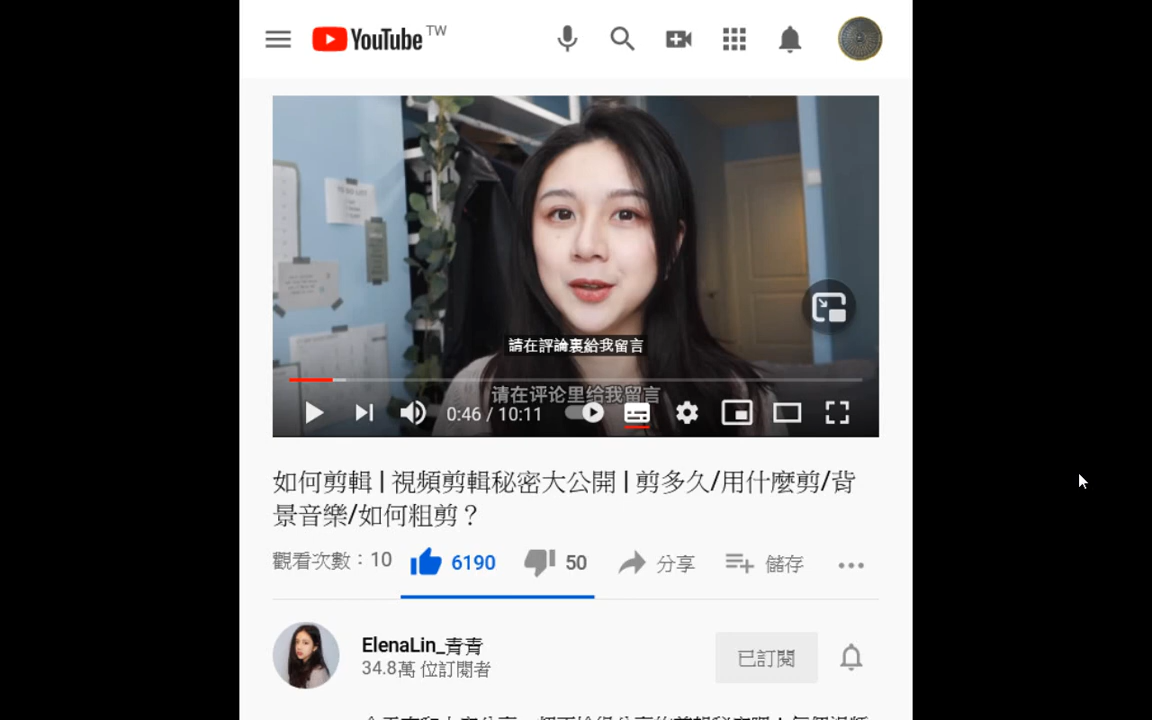 YouTube TW
TO DO LIST
請在評論裏給我留言
请在评论里给我留言
0:46 / 10:11
如何剪輯 | 視頻剪輯秘密大公開 | 剪多久/用什麼剪/背
景音樂/如何粗剪？
觀看次數：10 6190 50 分享 儲存
ElenaLin_青青
34.8萬 位訂閱者
已訂閱